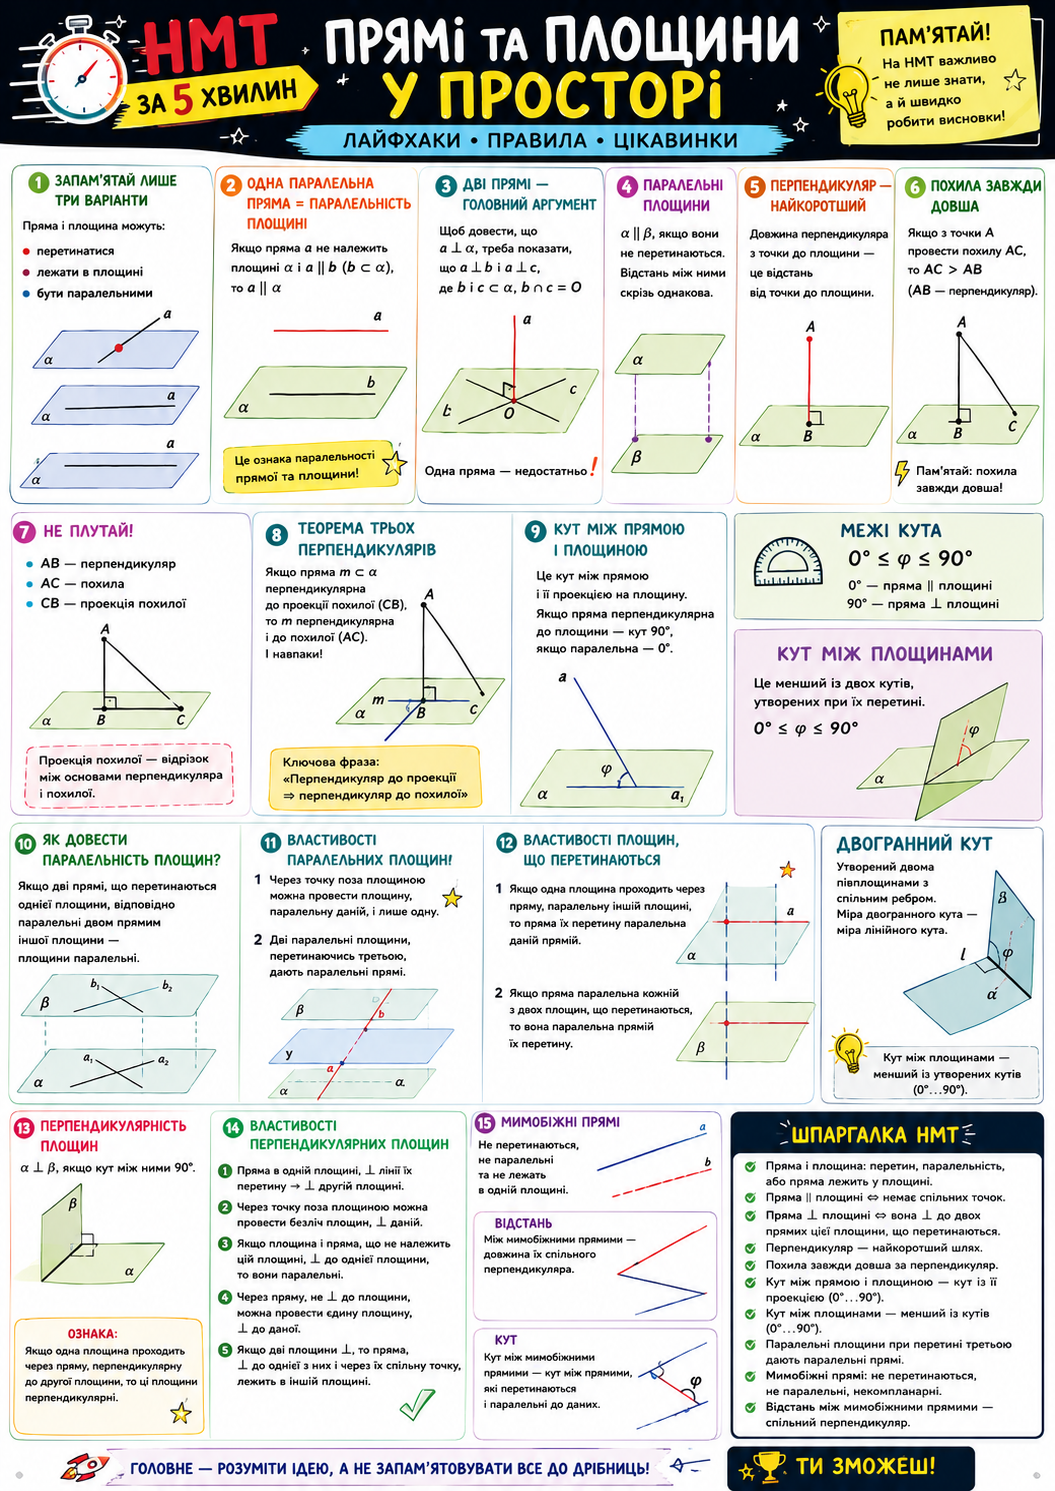 НМТ
ЗА 5 ХВИЛИН
ПРЯМІ ТА ПЛОЩИНИ
У ПРОСТОРІ
ЛАЙФХАКИ • ПРАВИЛА • ЦІКАВИНКИ
ПАМ'ЯТАЙ!
На НМТ важливо
не лише знати,
а й швидко
робити висновки!
1 ЗАПАМ'ЯТАЙ ЛИШЕ
ТРИ ВАРІАНТИ
Пряма і площина можуть:
• перетинатися
• лежати в площині
• бути паралельними
a
α
a
α
a
α
2 ОДНА ПАРАЛЕЛЬНА
ПРЯМА = ПАРАЛЕЛЬНІСТЬ
ПЛОЩИНІ
Якщо пряма a не належить
площині α і a || b (b ⊂ α),
то a || α
a
b
α
Це ознака паралельності
прямої та площини!
3 ДВІ ПРЯМІ —
ГОЛОВНИЙ АРГУМЕНТ
Щоб довести, що
a ⊥ α, треба показати,
що a ⊥ b і a ⊥ c,
де b і c ⊂ α, b ∩ c = O
a
c
b
O
Одна пряма — недостатньо!
4 ПАРАЛЕЛЬНІ
ПЛОЩИНИ
α || β, якщо вони
не перетинаються.
Відстань між ними
скрізь однакова.
α
β
5 ПЕРПЕНДИКУЛЯР —
НАЙКОРОТШИЙ
Довжина перпендикуляра
з точки до площини —
це відстань
від точки до площини.
A
B
α
6 ПОХИЛА ЗАВЖДИ
ДОВША
Якщо з точки A
провести похилу AC,
то AC > AB
(AB — перпендикуляр).
A
B
C
α
Пам'ятай: похила
завжди довша!
7 НЕ ПЛУТАЙ!
• AB — перпендикуляр
• AC — похила
• CB — проекція похилої
A
α
B
C
Проекція похилої — відрізок
між основами перпендикуляра
і похилої.
8 ТЕОРЕМА ТРЬОХ
ПЕРПЕНДИКУЛЯРІВ
Якщо пряма m ⊂ α
перпендикулярна
до проекції похилої (CB),
то m перпендикулярна
і до похилої (AC).
І навпаки!
A
m
α
B
C
Ключова фраза:
«Перпендикуляр до проекції
⇒ перпендикуляр до похилої»
9 КУТ МІЖ ПРЯМОЮ
І ПЛОЩИНОЮ
Це кут між прямою
і її проекцією на площину.
Якщо пряма перпендикулярна
до площини — кут 90°,
якщо паралельна — 0°.
a
φ
α
a₁
МЕЖІ КУТА
0° ≤ φ ≤ 90°
0° — пряма || площині
90° — пряма ⊥ площині
КУТ МІЖ ПЛОЩИНАМИ
Це менший із двох кутів,
утворених при їх перетині.
0° ≤ φ ≤ 90°
φ
α
10 ЯК ДОВЕСТИ
ПАРАЛЕЛЬНІСТЬ ПЛОЩИН?
Якщо дві прямі, що перетинаються
однієї площини, відповідно
паралельні двом прямим
іншої площини —
площини паралельні.
b₁
b₂
β
a₁
a₂
α
11 ВЛАСТИВОСТІ
ПАРАЛЕЛЬНИХ ПЛОЩИН!
1 Через точку поза площиною
можна провести площину,
паралельну даній, і лише одну.
2 Дві паралельні площини,
перетинаючись третьою,
дають паралельні прямі.
β
b
γ
a
α
α
12 ВЛАСТИВОСТІ ПЛОЩИН,
ЩО ПЕРЕТИНАЮТЬСЯ
1 Якщо одна площина проходить через
пряму, паралельну іншій площині,
то пряма їх перетину паралельна
даній прямій.
a
α
2 Якщо пряма паралельна кожній
з двох площин, що перетинаються,
то вона паралельна прямій
їх перетину.
β
ДВОГРАННИЙ КУТ
Утворений двома
півплощинами з
спільним ребром.
Міра двогранного кута —
міра лінійного кута.
β
l
φ
α
Кут між площинами —
менший із утворених кутів
(0°...90°).
13 ПЕРПЕНДИКУЛЯРНІСТЬ
ПЛОЩИН
α ⊥ β, якщо кут між ними 90°.
β
α
ОЗНАКА:
Якщо одна площина проходить
через пряму, перпендикулярну
до другої площини, то ці площини
перпендикулярні.
14 ВЛАСТИВОСТІ
ПЕРПЕНДИКУЛЯРНИХ ПЛОЩИН
1 Пряма в одній площині, ⊥ лінії їх
перетину → ⊥ другій площині.
2 Через точку поза площиною можна
провести безліч площин, ⊥ даній.
3 Якщо площина і пряма, що не належить
цій площині, ⊥ до однієї площини,
то вони паралельні.
4 Через пряму, не ⊥ до площини,
можна провести єдину площину,
⊥ до даної.
5 Якщо дві площини ⊥, то пряма,
⊥ до однієї з них і через їх спільну точку,
лежить в іншій площині.
15 МИМОБІЖНІ ПРЯМІ
Не перетинаються,
не паралельні
та не лежать
в одній площині.
a
b
ВІДСТАНЬ
Між мимобіжними прямими —
довжина їх спільного
перпендикуляра.
КУТ
Кут між мимобіжними
прямими — кут між прямими,
які перетинаються
і паралельні до даних.
φ
ШПАРГАЛКА НМТ
Пряма і площина: перетин, паралельність,
або пряма лежить у площині.
Пряма || площині ⇔ немає спільних точок.
Пряма ⊥ площині ⇔ вона ⊥ до двох
прямих цієї площини, що перетинаються.
Перпендикуляр — найкоротший шлях.
Похила завжди довша за перпендикуляр.
Кут між прямою і площиною — кут із її
проекцією (0°...90°).
Кут між площинами — менший із кутів
(0°...90°).
Паралельні площини при перетині третьою
дають паралельні прямі.
Мимобіжні прямі: не перетинаються,
не паралельні, некомпланарні.
Відстань між мимобіжними прямими —
спільний перпендикуляр.
ГОЛОВНЕ — РОЗУМІТИ ІДЕЮ, А НЕ ЗАПАМ'ЯТОВУВАТИ ВСЕ ДО ДРІБНИЦЬ!
ТИ ЗМОЖЕШ!